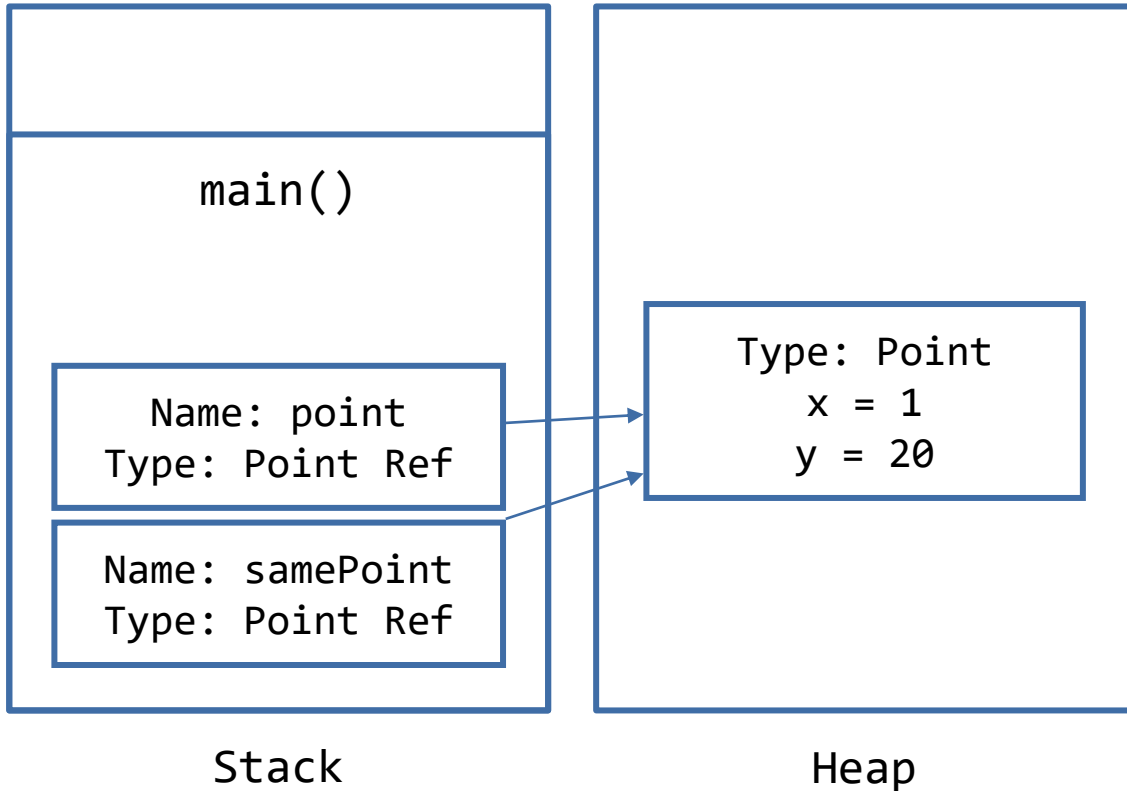 main()
Name: point
Type: Point Ref
Name: samePoint
Type: Point Ref
Stack
Type: Point
x = 1
y = 20
Heap